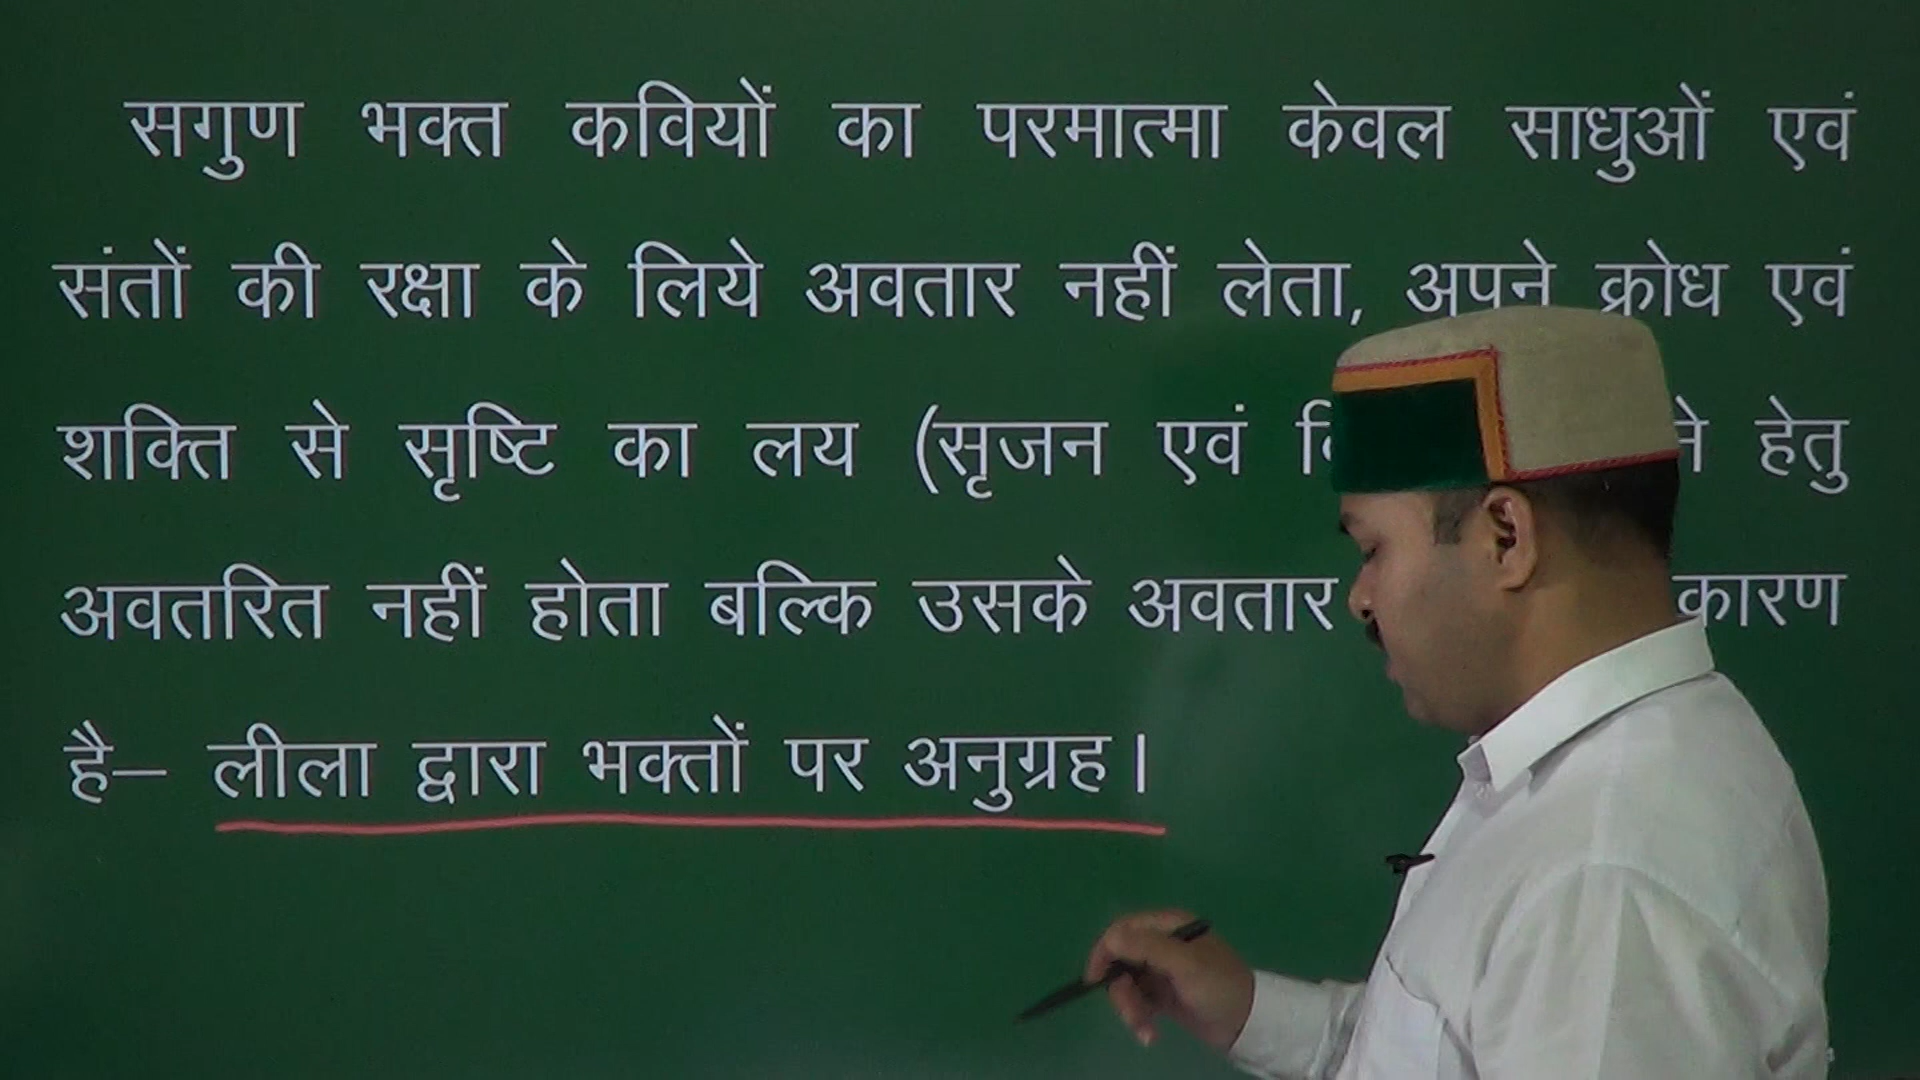 सगुण भक्त कवियों का परमात्मा केवल साधुओं एवं
संतों की रक्षा के लिये अवतार नहीं लेता, अपने क्रोध एवं
शक्ति से सृष्टि का लय (सृजन एवं हेतु
अवतरित नहीं होता बल्कि उसके अवतार कारण
है– लीला द्वारा भक्तों पर अनुग्रह।